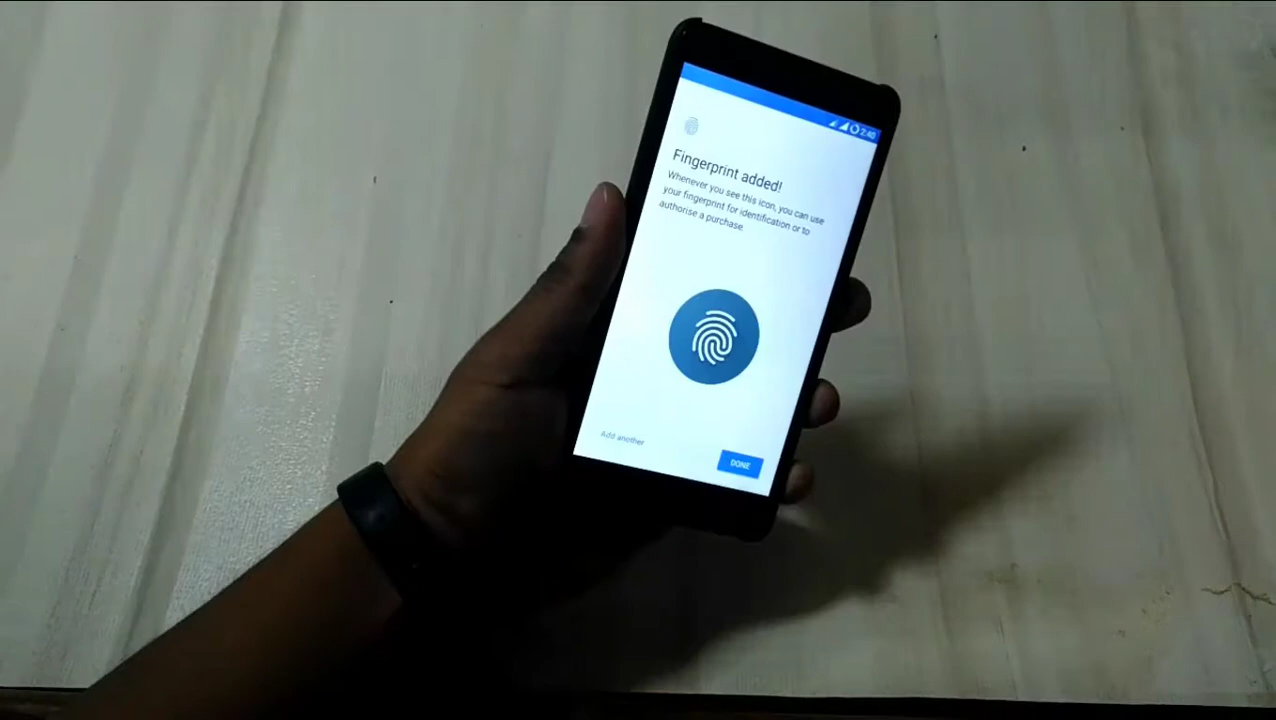 2:40
Fingerprint added!
Whenever you see this icon, you can use
your fingerprint for identification or to
authorise a purchase.
Add another
DONE